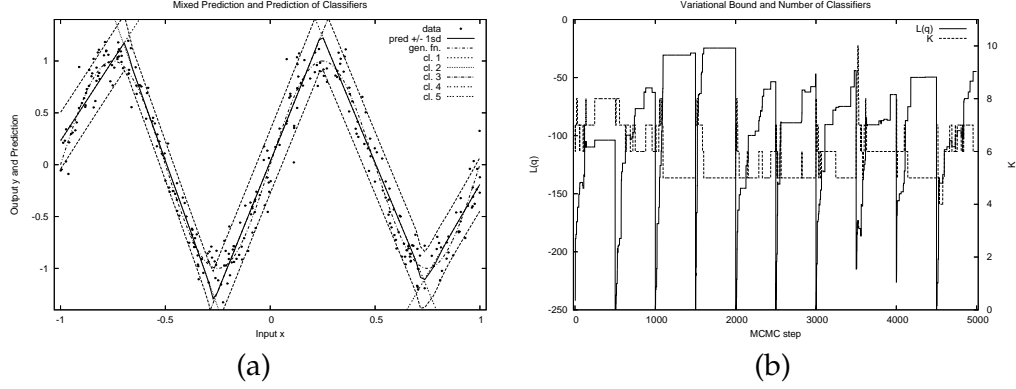 Mixed Prediction and Prediction of Classifiers
data
pred +/- 1sd
gen. fn.
cl. 1
cl. 2
cl. 3
cl. 4
cl. 5
Output y and Prediction
1
0.5
0
-0.5
-1
-1
-0.5
0
0.5
1
Input x
(a)
Variational Bound and Number of Classifiers
L(q)
K
L(q)
0
-50
-100
-150
-200
-250
10
8
6
4
2
0
K
0
1000
2000
3000
4000
5000
MCMC step
(b)